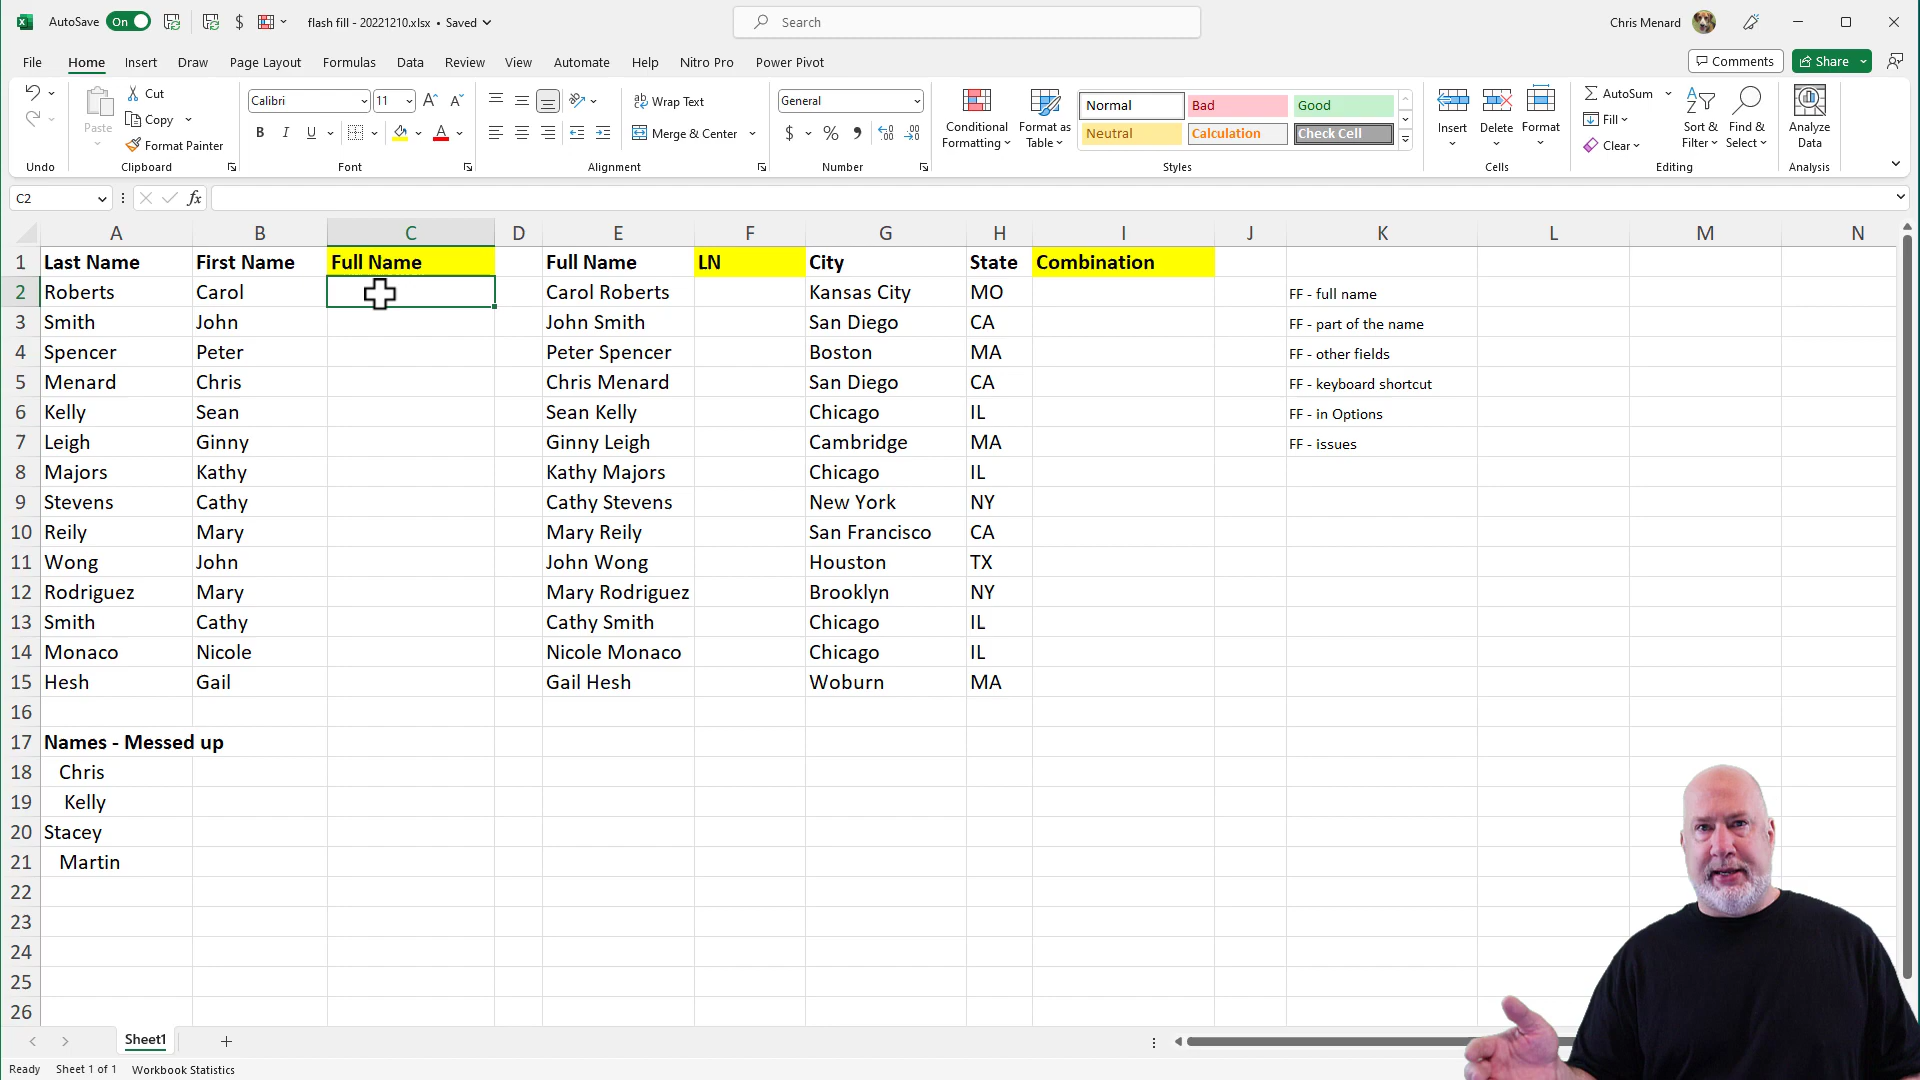 AutoSave On $ flash fill - 20221210.xlsx • Saved Search Chris Menard
File Home Insert Draw Page Layout Formulas Data Review View Automate Help Nitro Pro Power Pivot Comments Share
Undo
Paste
Cut
Copy
Format Painter
Clipboard
Calibri 11
B I U
Font
Wrap Text
Merge & Center
Alignment
General
$ % 9
Number
Conditional Formatting
Format as Table
Normal Bad Good
Neutral Calculation Check Cell
Styles
Insert Delete Format
Cells
AutoSum
Fill
Clear
Sort & Filter
Find & Select
Editing
Analyze Data
Analysis
C2 fx
A B C D E F G H I J K L M N
1 Last Name First Name Full Name Full Name LN City State Combination
2 Roberts Carol Carol Roberts Kansas City MO FF - full name
3 Smith John John Smith San Diego CA FF - part of the name
4 Spencer Peter Peter Spencer Boston MA FF - other fields
5 Menard Chris Chris Menard San Diego CA FF - keyboard shortcut
6 Kelly Sean Sean Kelly Chicago IL FF - in Options
7 Leigh Ginny Ginny Leigh Cambridge MA FF - issues
8 Majors Kathy Kathy Majors Chicago IL
9 Stevens Cathy Cathy Stevens New York NY
10 Reily Mary Mary Reily San Francisco CA
11 Wong John John Wong Houston TX
12 Rodriguez Mary Mary Rodriguez Brooklyn NY
13 Smith Cathy Cathy Smith Chicago IL
14 Monaco Nicole Nicole Monaco Chicago IL
15 Hesh Gail Gail Hesh Woburn MA
16
17 Names - Messed up
18 Chris
19 Kelly
20 Stacey
21 Martin
22
23
24
25
26
Sheet1
Ready Sheet 1 of 1 Workbook Statistics